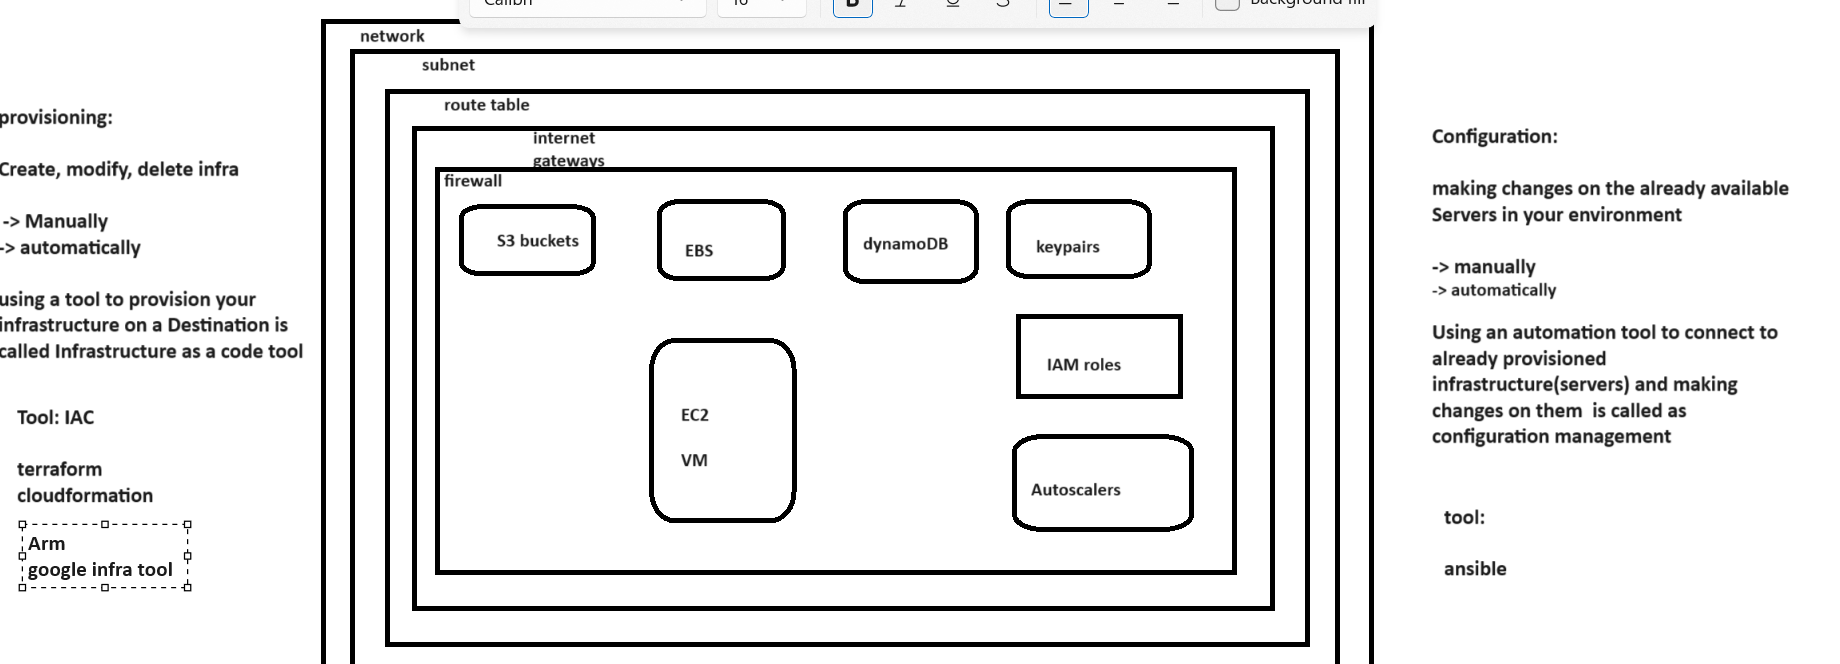 network
subnet
route table
internet
gateways
firewall
S3 buckets
EBS
dynamoDB
keypairs
IAM roles
EC2
VM
Autoscalers
provisioning:
Create, modify, delete infra
-> Manually
-> automatically
using a tool to provision your
infrastructure on a Destination is
called Infrastructure as a code tool
Tool: IAC
terraform
cloudformation
Arm
google infra tool
Configuration:
making changes on the already available
Servers in your environment
-> manually
-> automatically
Using an automation tool to connect to
already provisioned
infrastructure(servers) and making
changes on them  is called as
configuration management
tool:
ansible